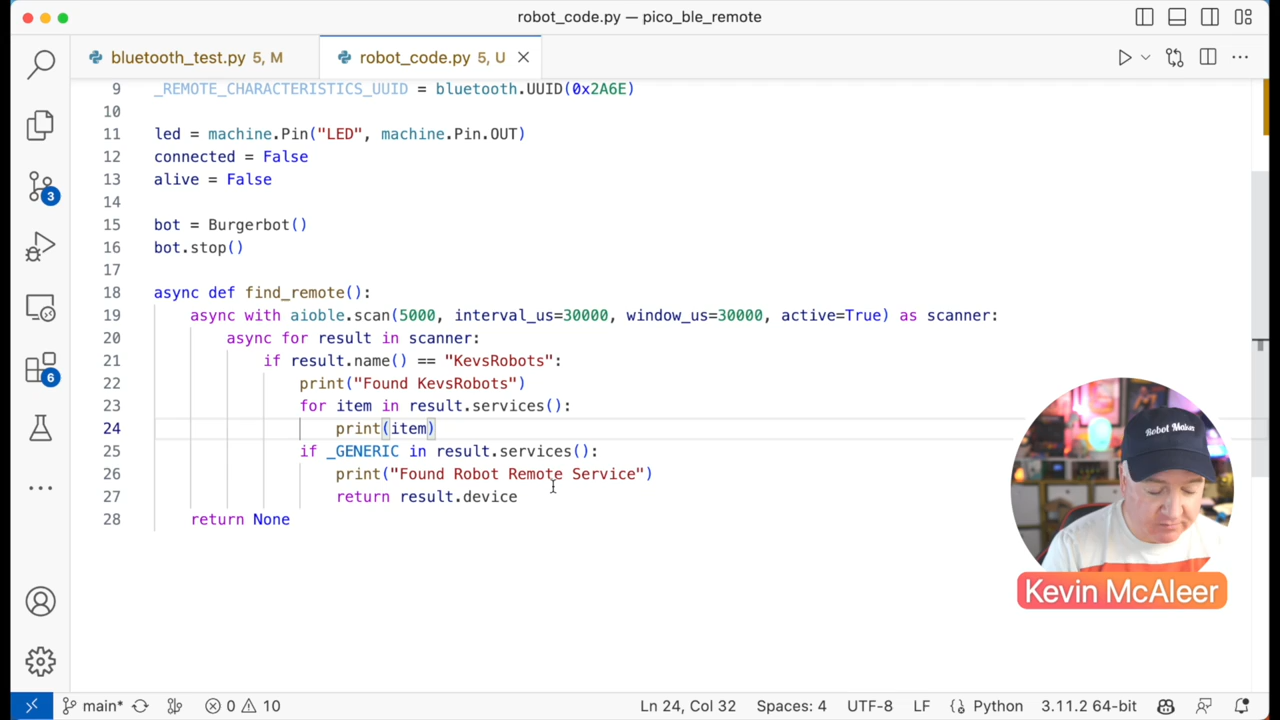 robot_code.py — pico_ble_remote
bluetooth_test.py 5, M
robot_code.py 5, U
9 _REMOTE_CHARACTERISTICS_UUID = bluetooth.UUID(0x2A6E)
10
11 led = machine.Pin("LED", machine.Pin.OUT)
12 connected = False
13 alive = False
14
15 bot = Burgerbot()
16 bot.stop()
17
18 async def find_remote():
19 async with aioble.scan(5000, interval_us=30000, window_us=30000, active=True) as scanner:
20 async for result in scanner:
21 if result.name() == "KevsRobots":
22 print("Found KevsRobots")
23 for item in result.services():
24 print(item)
25 if _GENERIC in result.services():
26 print("Found Robot Remote Service")
27 return result.device
28 return None
3
6
Robot Maker
Kevin McAleer
main* 0 10 Ln 24, Col 32 Spaces: 4 UTF-8 LF Python 3.11.2 64-bit